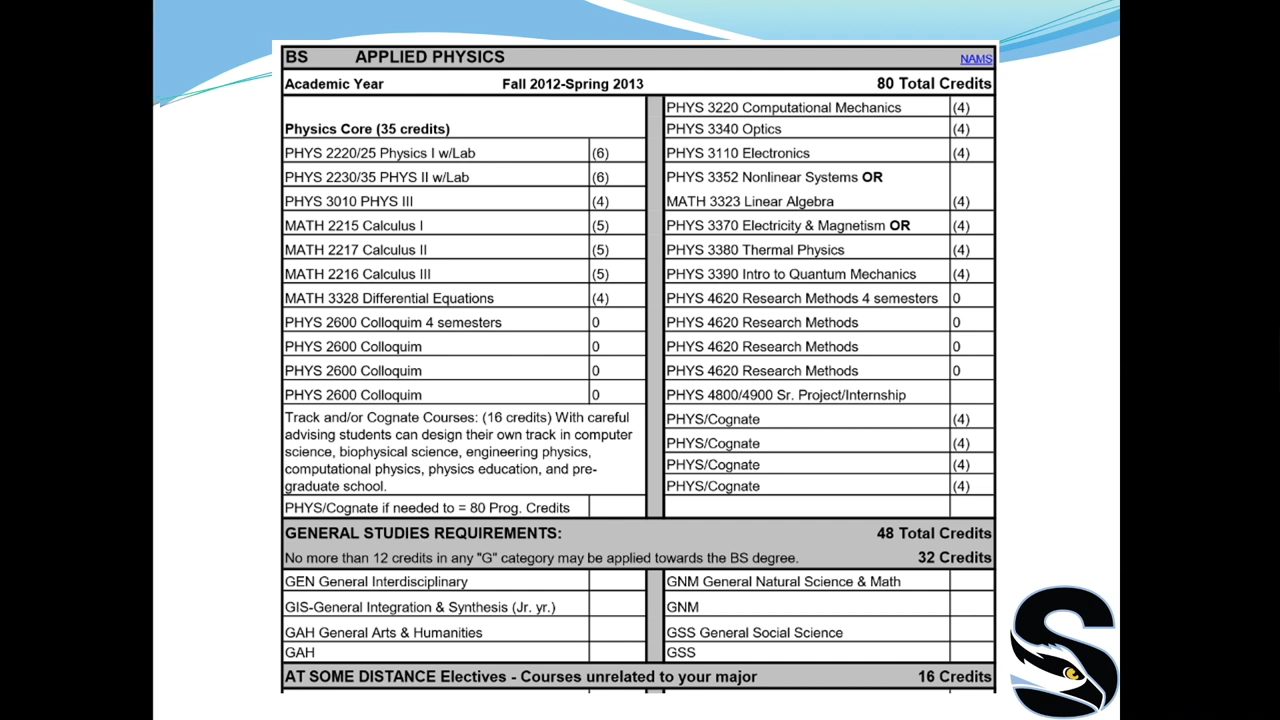 BS APPLIED PHYSICS NAMS
Academic Year Fall 2012-Spring 2013 80 Total Credits
Physics Core (35 credits)
PHYS 2220/25 Physics I w/Lab (6)
PHYS 2230/35 PHYS II w/Lab (6)
PHYS 3010 PHYS III (4)
MATH 2215 Calculus I (5)
MATH 2217 Calculus II (5)
MATH 2216 Calculus III (5)
MATH 3328 Differential Equations (4)
PHYS 2600 Colloquim 4 semesters 0
PHYS 2600 Colloquim 0
PHYS 2600 Colloquim 0
PHYS 2600 Colloquim 0
Track and/or Cognate Courses: (16 credits) With careful
advising students can design their own track in computer
science, biophysical science, engineering physics,
computational physics, physics education, and pre-
graduate school.
PHYS/Cognate if needed to = 80 Prog. Credits
PHYS 3220 Computational Mechanics (4)
PHYS 3340 Optics (4)
PHYS 3110 Electronics (4)
PHYS 3352 Nonlinear Systems OR
MATH 3323 Linear Algebra (4)
PHYS 3370 Electricity & Magnetism OR (4)
PHYS 3380 Thermal Physics (4)
PHYS 3390 Intro to Quantum Mechanics (4)
PHYS 4620 Research Methods 4 semesters 0
PHYS 4620 Research Methods 0
PHYS 4620 Research Methods 0
PHYS 4620 Research Methods 0
PHYS 4800/4900 Sr. Project/Internship
PHYS/Cognate (4)
PHYS/Cognate (4)
PHYS/Cognate (4)
PHYS/Cognate (4)
GENERAL STUDIES REQUIREMENTS: 48 Total Credits
No more than 12 credits in any "G" category may be applied towards the BS degree. 32 Credits
GEN General Interdisciplinary
GIS-General Integration & Synthesis (Jr. yr.)
GAH General Arts & Humanities
GAH
GNM General Natural Science & Math
GNM
GSS General Social Science
GSS
AT SOME DISTANCE Electives - Courses unrelated to your major 16 Credits
S